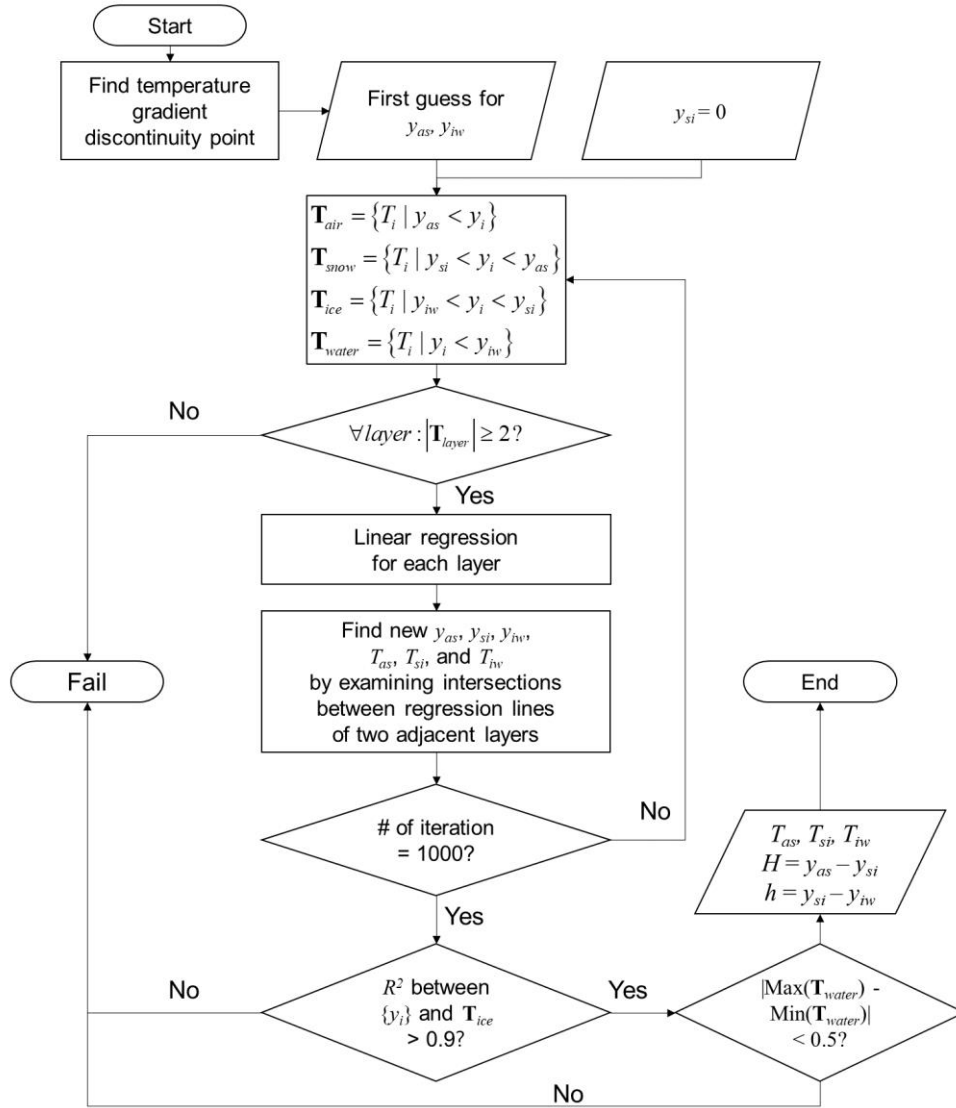 Start
Find temperature
gradient
discontinuity point
First guess for
y_as, y_iw
y_si = 0
T_air = {T_i | y_as < y_i}
T_snow = {T_i | y_si < y_i < y_as}
T_ice = {T_i | y_iw < y_i < y_si}
T_water = {T_i | y_i < y_iw}
No
∀layer : |T_layer| ≥ 2?
Yes
Linear regression
for each layer
Find new y_as, y_si, y_iw,
T_as, T_si, and T_iw
by examining intersections
between regression lines
of two adjacent layers
Fail
End
# of iteration
= 1000?
No
Yes
T_as, T_si, T_iw
H = y_as – y_si
h = y_si – y_iw
No
R² between
{y_i} and T_ice
> 0.9?
Yes
|Max(T_water) -
Min(T_water)|
< 0.5?
No